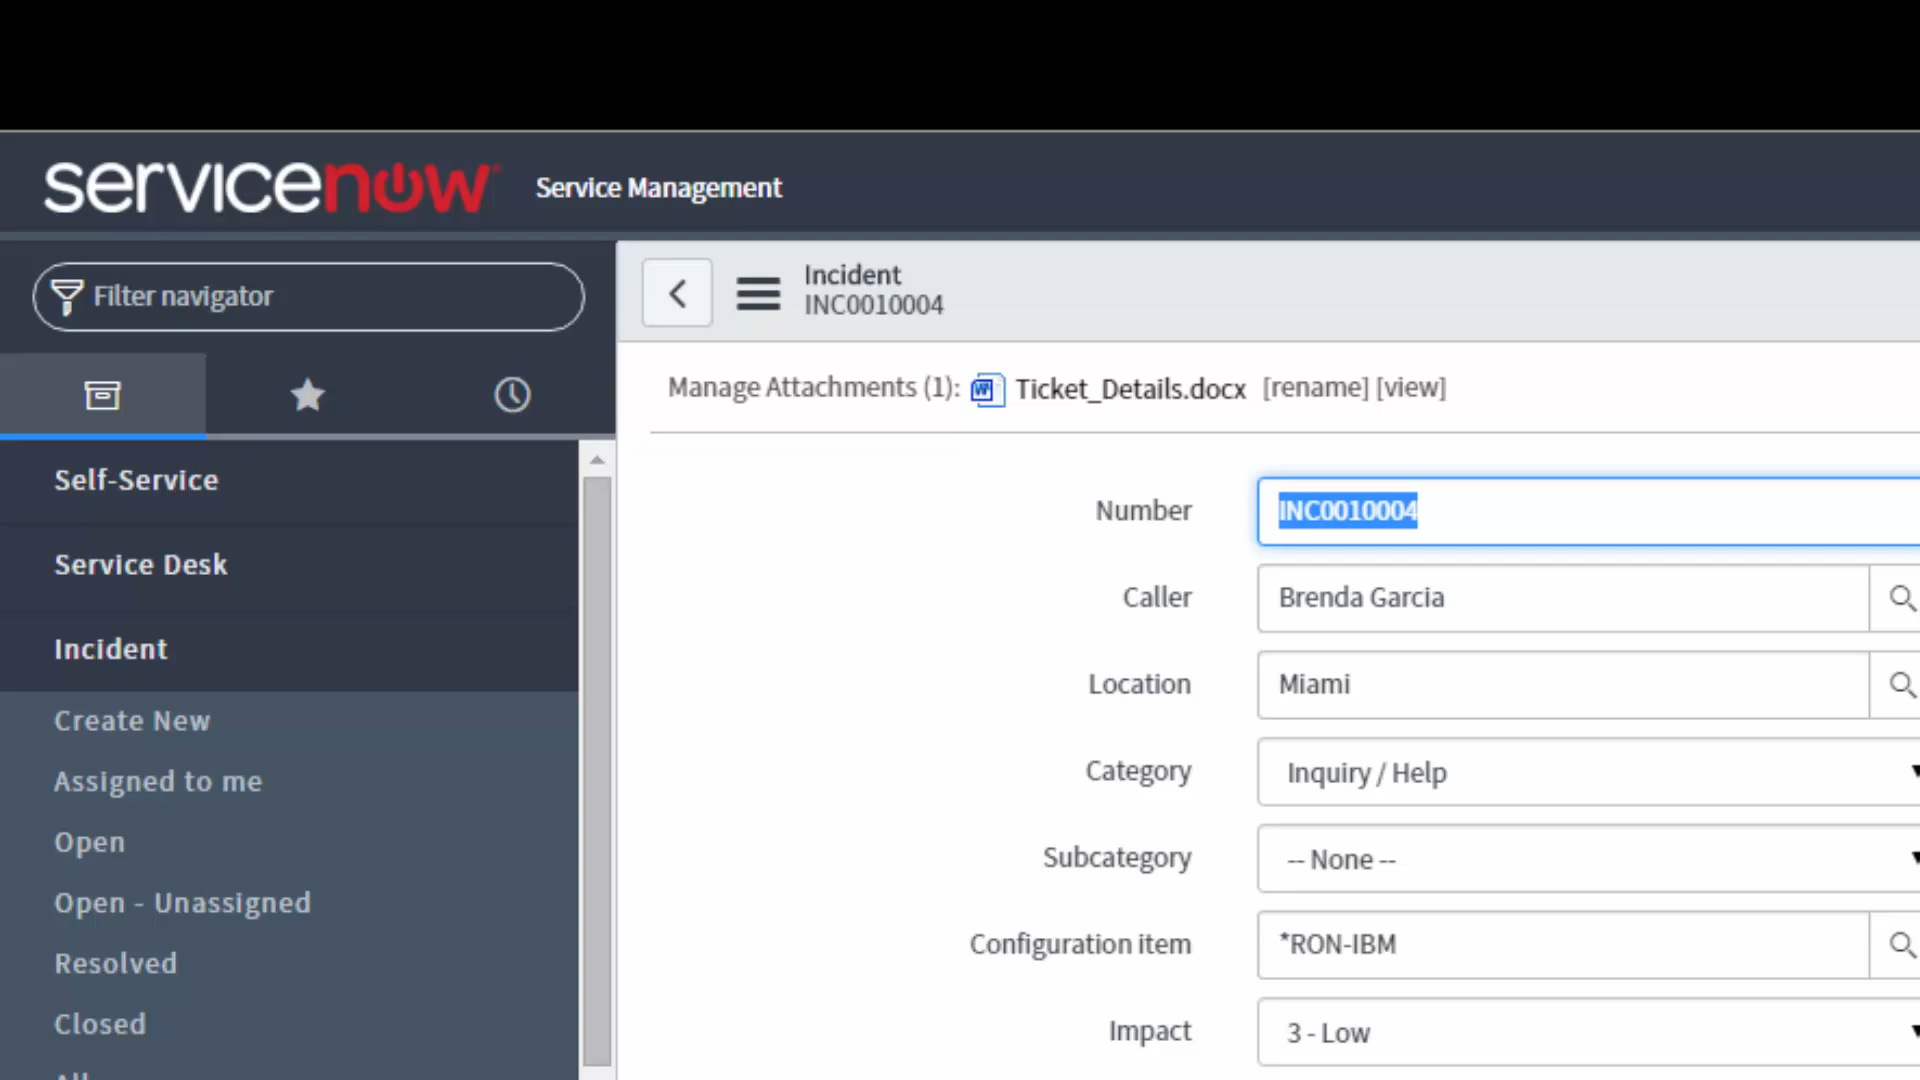 servicenow Service Management
Filter navigator
Self-Service
Service Desk
Incident
Create New
Assigned to me
Open
Open - Unassigned
Resolved
Closed
Incident
INC0010004
Manage Attachments (1): Ticket_Details.docx [rename] [view]
Number INC0010004
Caller Brenda Garcia
Location Miami
Category Inquiry / Help
Subcategory -- None --
Configuration item *RON-IBM
Impact 3 - Low